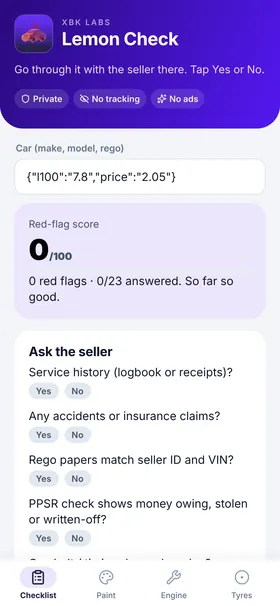 XBK LABS
Lemon Check
Go through it with the seller there. Tap Yes or No.
Private
No tracking
No ads
Car (make, model, rego)
{"l100":"7.8","price":"2.05"}
Red-flag score
0/100
0 red flags · 0/23 answered. So far so
good.
Ask the seller
Service history (logbook or receipts)?
Yes No
Any accidents or insurance claims?
Yes No
Rego papers match seller ID and VIN?
Yes No
PPSR check shows money owing, stolen
or written-off?
Yes No
Checklist
Paint
Engine
Tyres